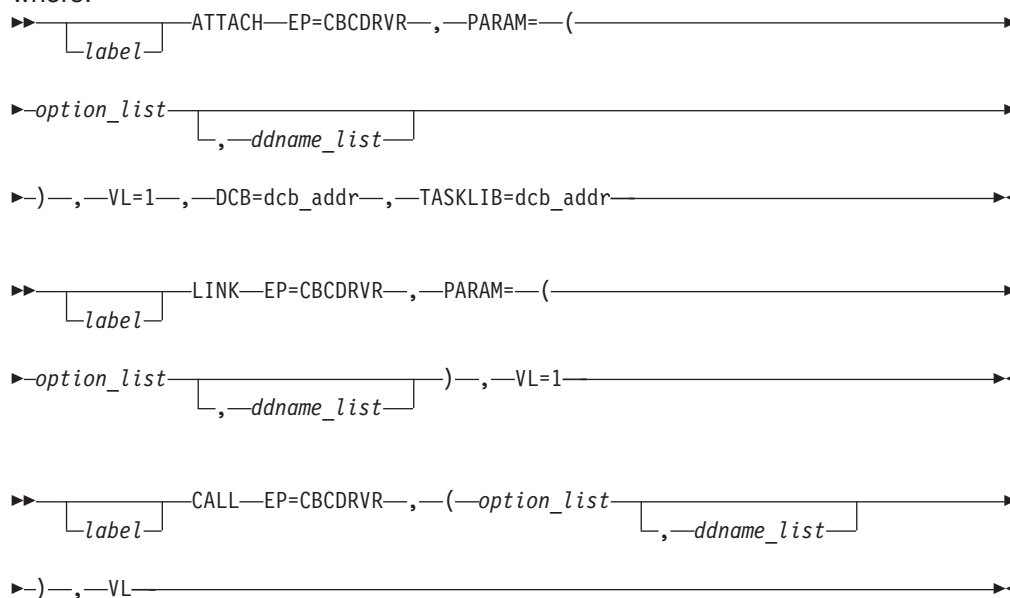 where:
ATTACH EP=CBCDRVR , PARAM= (
label
option_list
, ddname_list
) , VL=1 , DCB=dcb_addr , TASKLIB=dcb_addr
LINK EP=CBCDRVR , PARAM= (
label
option_list ) , VL=1
, ddname_list
CALL EP=CBCDRVR , ( option_list
label , ddname_list
) , VL